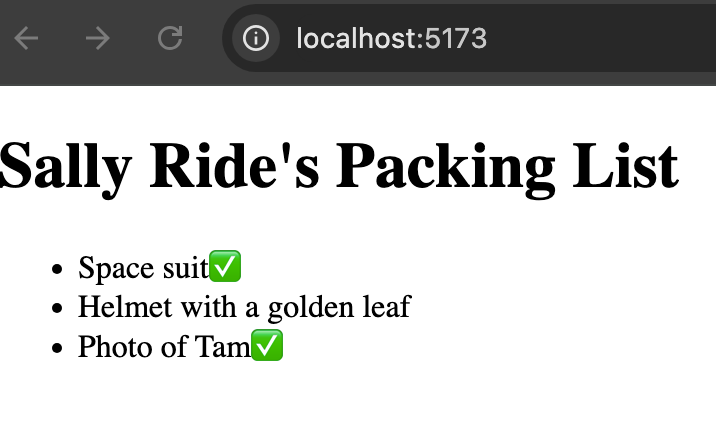 localhost:5173
Sally Ride's Packing List
• Space suit✅
• Helmet with a golden leaf
• Photo of Tam✅